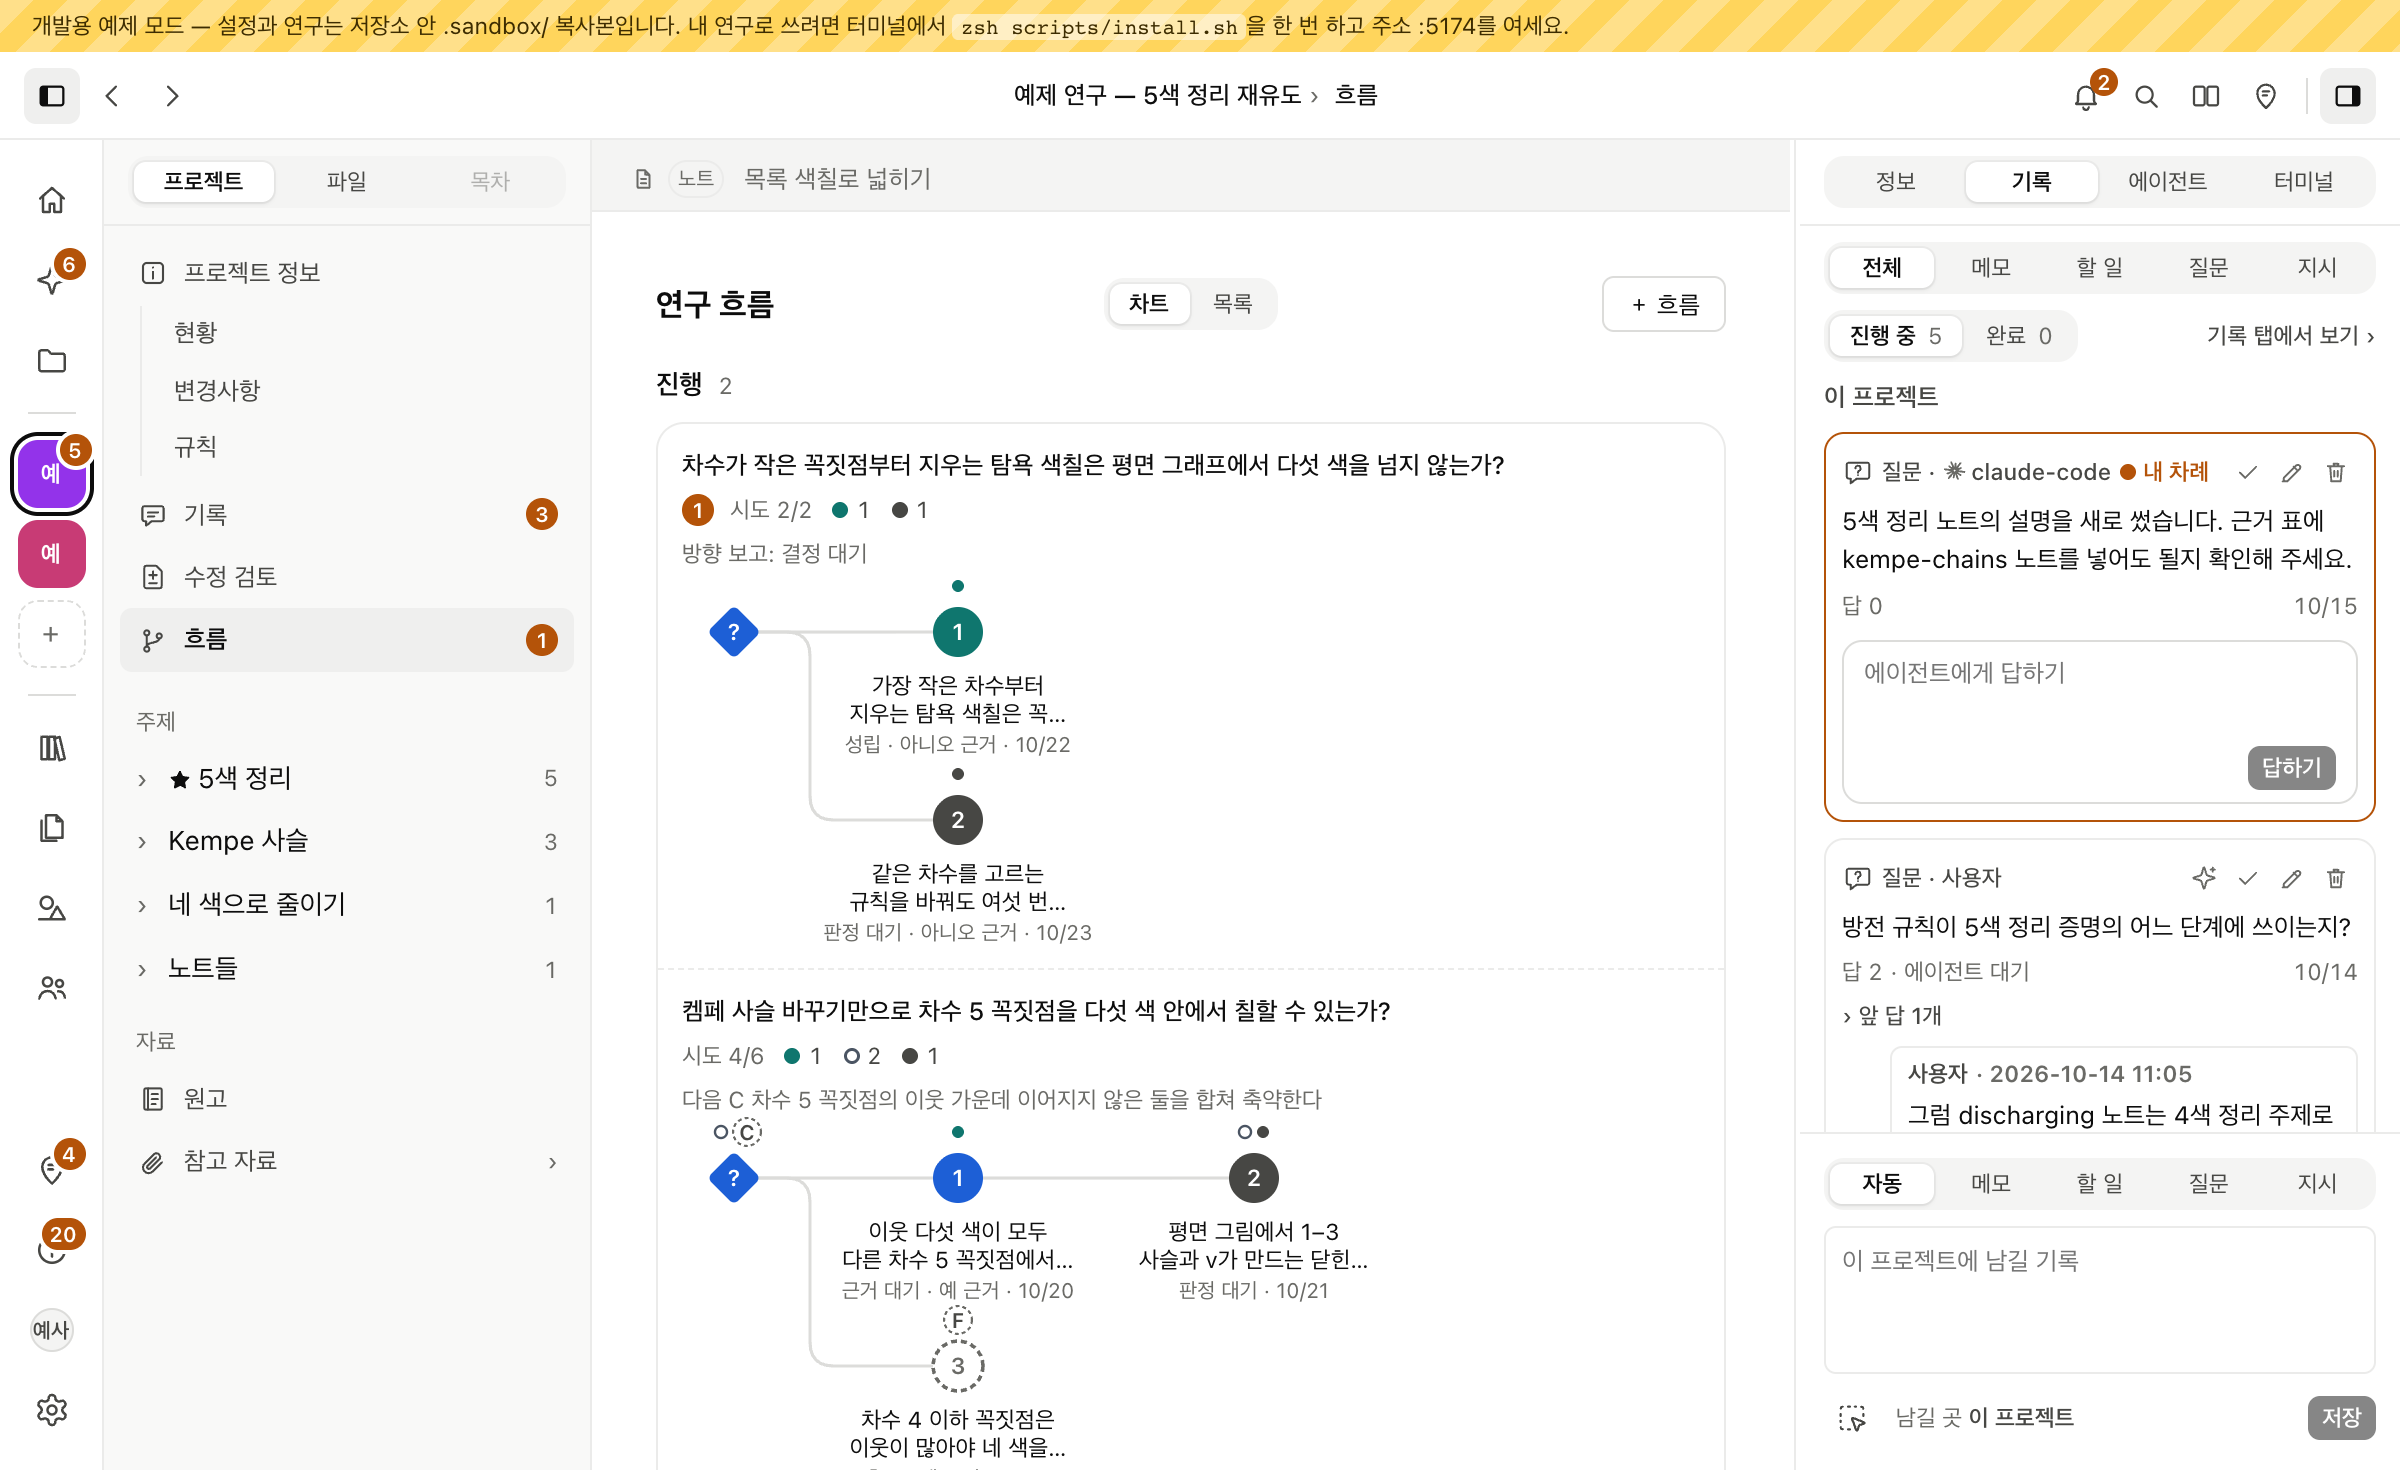 개발용 예제 모드 — 설정과 연구는 저장소 안 .sandbox/ 복사본입니다. 내 연구로 쓰려면 터미널에서 zsh scripts/install.sh을 한 번 하고 주소 :5174를 여세요.
예제 연구 — 5색 정리 재유도 › 흐름
2
6
5
예
예
+
4
20
예사
프로젝트 파일 목차
프로젝트 정보
현황
변경사항
규칙
기록 3
수정 검토
흐름 1
주제
› ★ 5색 정리 5
› Kempe 사슬 3
› 네 색으로 줄이기 1
› 노트들 1
자료
원고
참고 자료 ›
노트 목록 색칠로 넓히기
연구 흐름
차트 목록
+ 흐름
진행 2
차수가 작은 꼭짓점부터 지우는 탐욕 색칠은 평면 그래프에서 다섯 색을 넘지 않는가?
1 시도 2/2 1 1
방향 보고: 결정 대기
? 1
가장 작은 차수부터
지우는 탐욕 색칠은 꼭...
성립 · 아니오 근거 · 10/22
2
같은 차수를 고르는
규칙을 바꿔도 여섯 번...
판정 대기 · 아니오 근거 · 10/23
켐페 사슬 바꾸기만으로 차수 5 꼭짓점을 다섯 색 안에서 칠할 수 있는가?
시도 4/6 1 2 1
다음 C 차수 5 꼭짓점의 이웃 가운데 이어지지 않은 둘을 합쳐 축약한다
C
? 1 2
이웃 다섯 색이 모두
다른 차수 5 꼭짓점에서...
근거 대기 · 예 근거 · 10/20
평면 그림에서 1–3
사슬과 v가 만드는 닫힌...
판정 대기 · 10/21
F
3
차수 4 이하 꼭짓점은
이웃이 많아야 네 색을...
정보 기록 에이전트 터미널
전체 메모 할 일 질문 지시
진행 중 5 완료 0 기록 탭에서 보기 ›
이 프로젝트
질문 · claude-code 내 차례
5색 정리 노트의 설명을 새로 썼습니다. 근거 표에
kempe-chains 노트를 넣어도 될지 확인해 주세요.
답 0 10/15
에이전트에게 답하기
답하기
질문 · 사용자
방전 규칙이 5색 정리 증명의 어느 단계에 쓰이는지?
답 2 · 에이전트 대기 10/14
› 앞 답 1개
사용자 · 2026-10-14 11:05
그럼 discharging 노트는 4색 정리 주제로
자동 메모 할 일 질문 지시
이 프로젝트에 남길 기록
남길 곳 이 프로젝트
저장